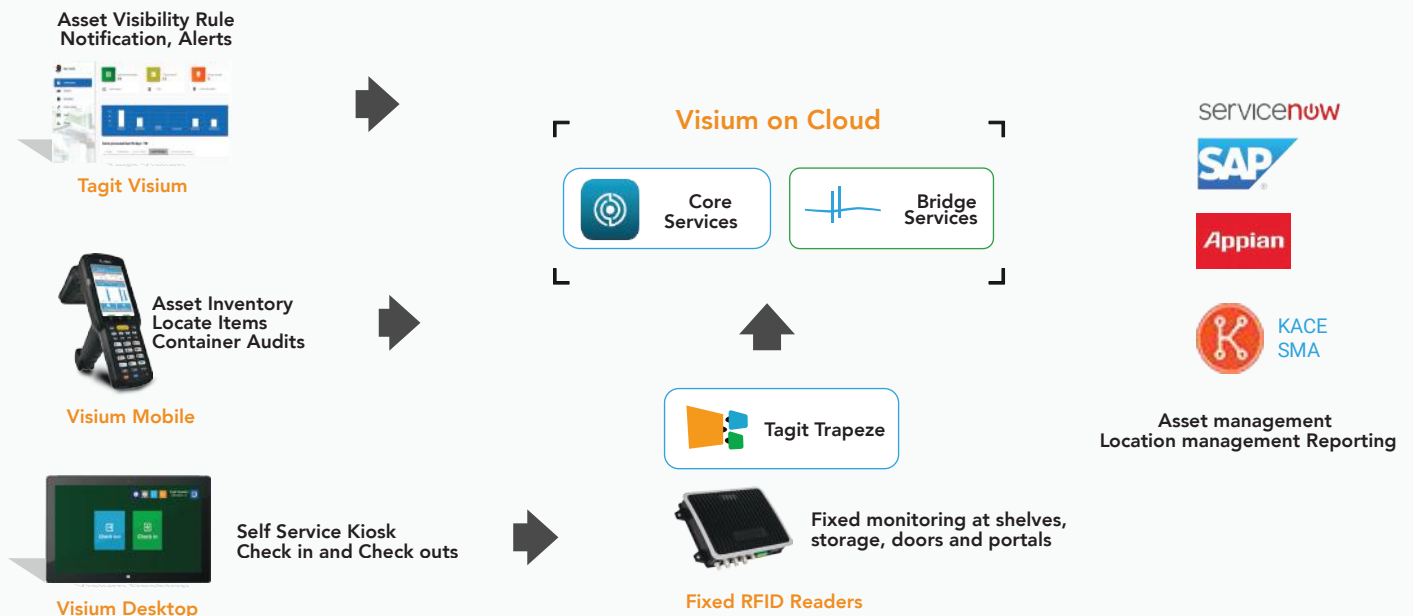 Asset Visibility Rule
Notification, Alerts
Tagit Visium
Asset Inventory
Locate Items
Container Audits
Visium Mobile
Check out
Check in
Self Service Kiosk
Check in and Check outs
Visium Desktop
Visium on Cloud
Core
Services
Bridge
Services
Tagit Trapeze
Fixed monitoring at shelves,
storage, doors and portals
Fixed RFID Readers
servicenow
SAP
Appian
KACE
SMA
Asset management
Location management Reporting